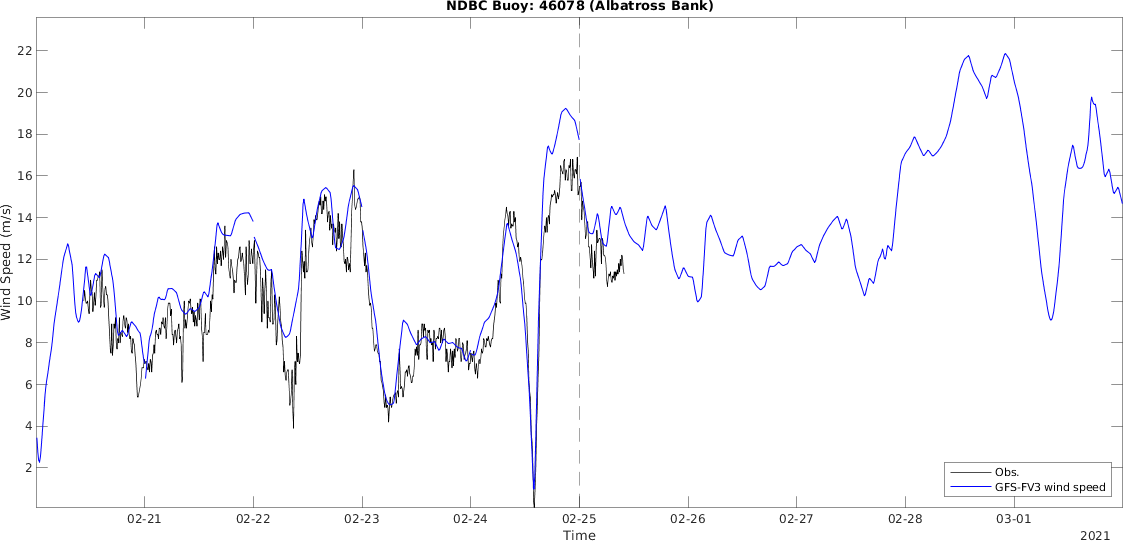 NDBC Buoy: 46078 (Albatross Bank)
22
20
18
16
14
12
10
8
6
4
2
Wind Speed (m/s)
Obs.
GFS-FV3 wind speed
02-21 02-22 02-23 02-24 02-25 02-26 02-27 02-28 03-01
Time
2021